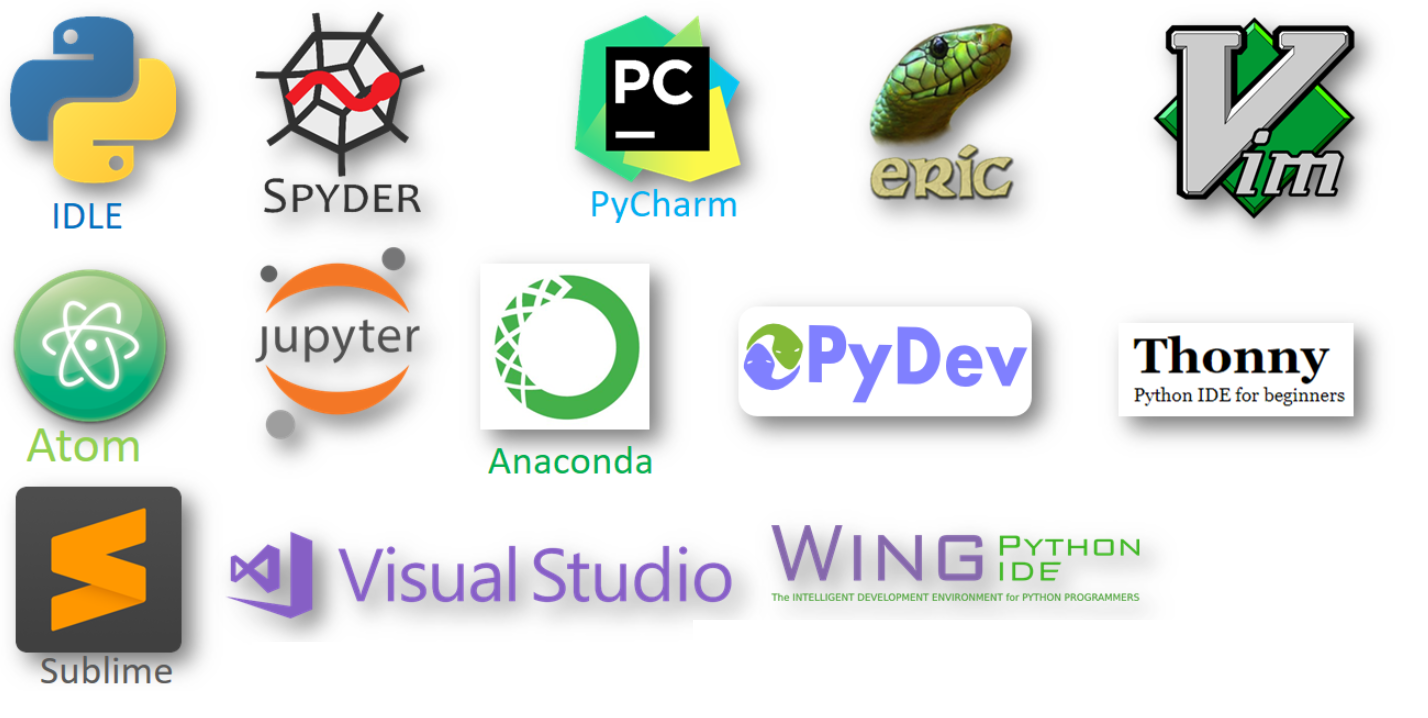 IDLE
SPYDER
PC
PyCharm
eric
Vim
Atom
jupyter
Anaconda
PyDev
Thonny
Python IDE for beginners
Sublime
Visual Studio
WING PYTHON IDE
The INTELLIGENT DEVELOPMENT ENVIRONMENT for PYTHON PROGRAMMERS